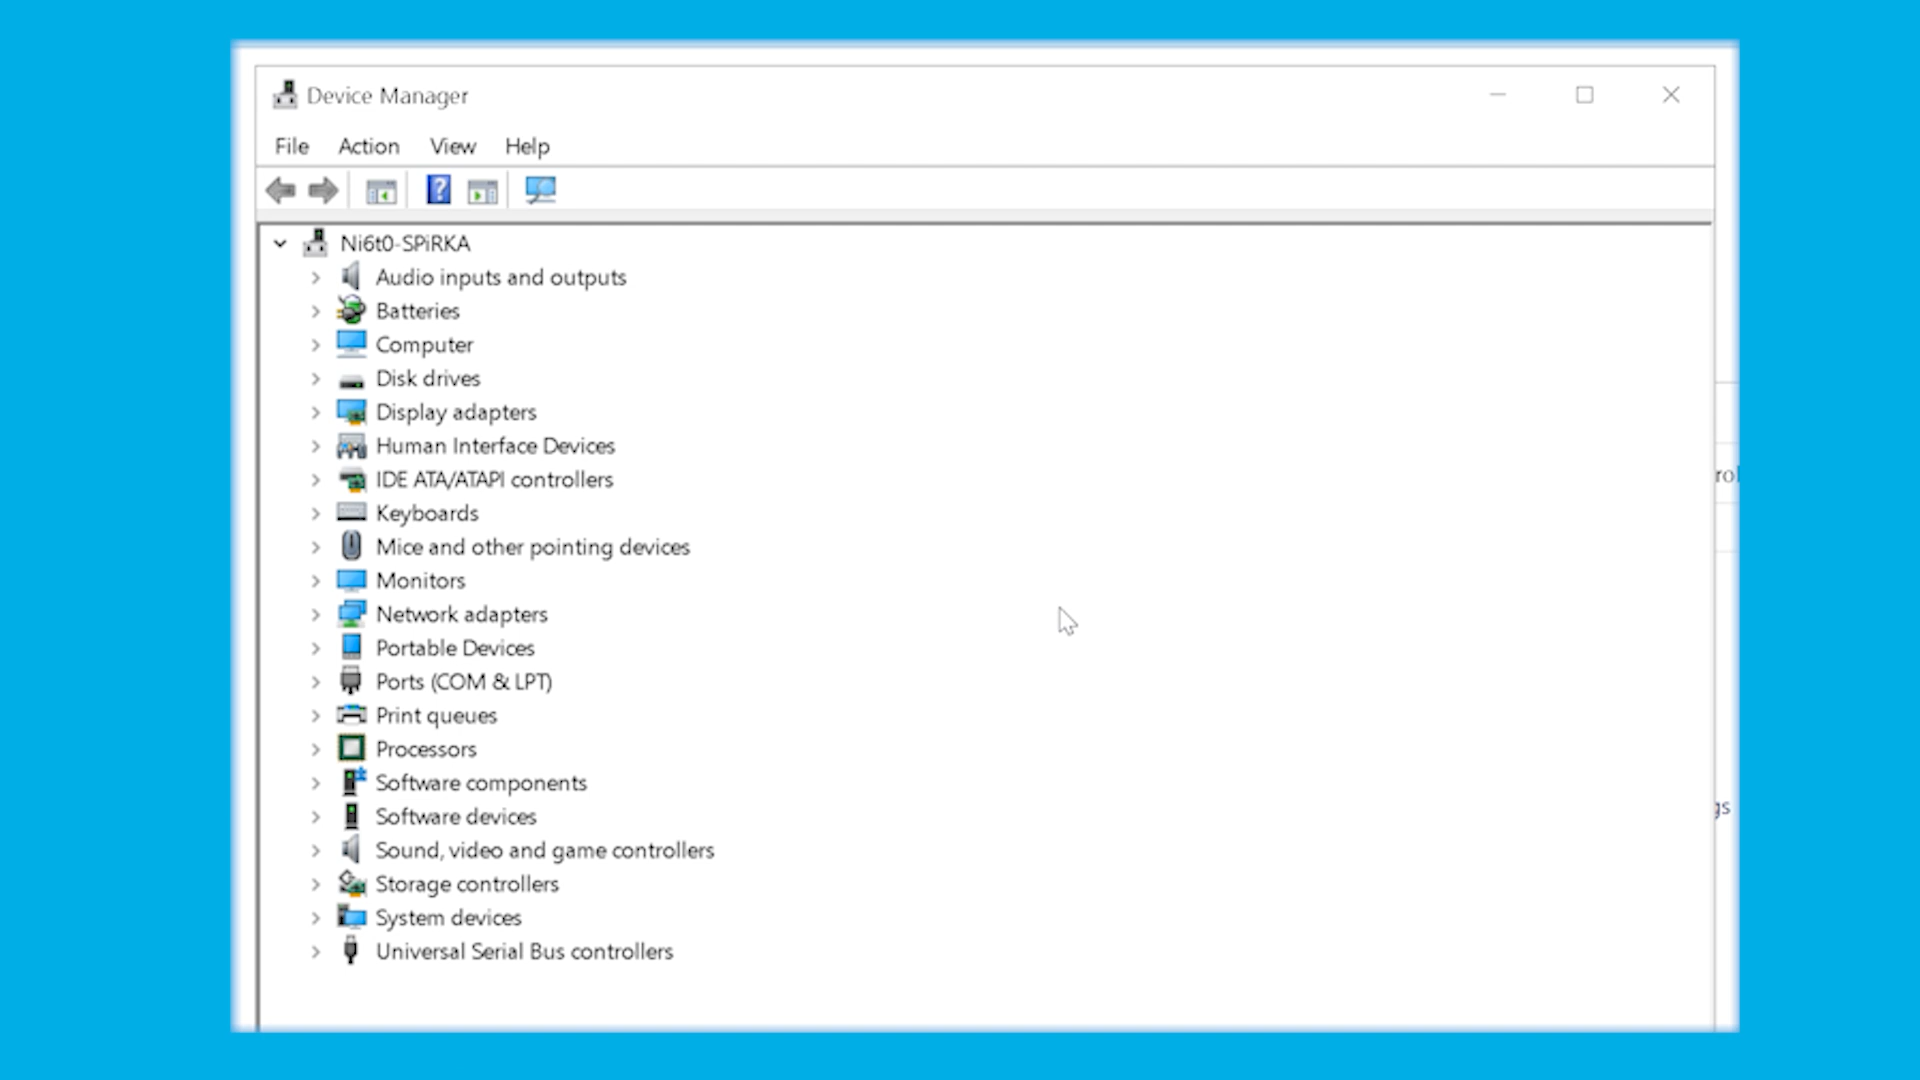 Device Manager
File Action View Help
?
Ni6t0-SPiRKA
Audio inputs and outputs
Batteries
Computer
Disk drives
Display adapters
Human Interface Devices
IDE ATA/ATAPI controllers
Keyboards
Mice and other pointing devices
Monitors
Network adapters
Portable Devices
Ports (COM & LPT)
Print queues
Processors
Software components
Software devices
Sound, video and game controllers
Storage controllers
System devices
Universal Serial Bus controllers